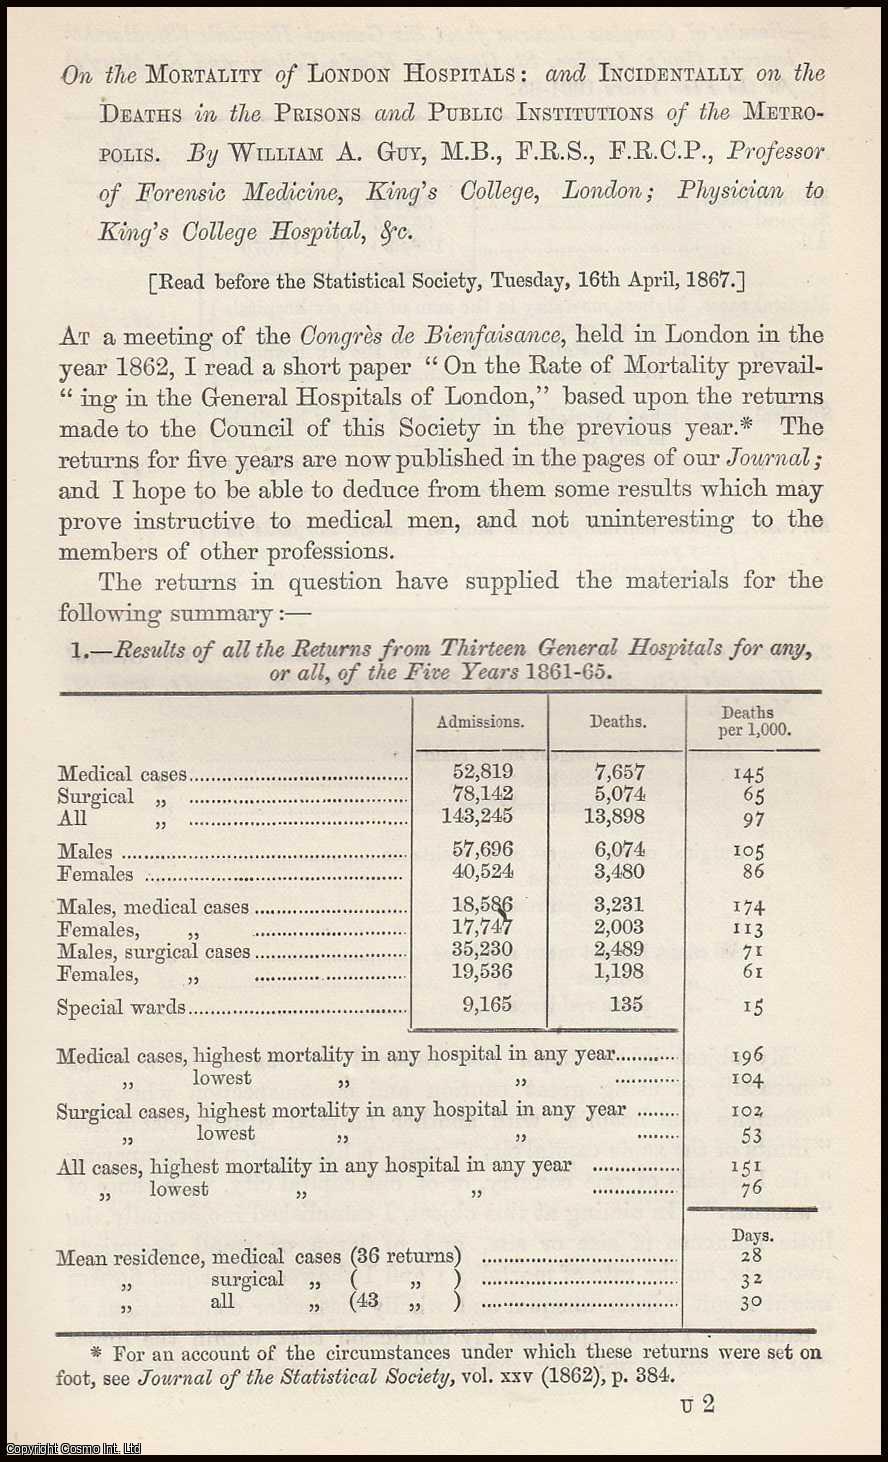 On the MORTALITY of LONDON HOSPITALS: and INCIDENTALLY on the
DEATHS in the PRISONS and PUBLIC INSTITUTIONS of the METRO-
POLIS. By WILLIAM A. GUY, M.B., F.R.S., F.R.C.P., Professor
of Forensic Medicine, King's College, London; Physician to
King's College Hospital, &c.
[Read before the Statistical Society, Tuesday, 16th April, 1867.]
AT a meeting of the Congrès de Bienfaisance, held in London in the
year 1862, I read a short paper “ On the Rate of Mortality prevail-
“ ing in the General Hospitals of London,” based upon the returns
made to the Council of this Society in the previous year.* The
returns for five years are now published in the pages of our Journal;
and I hope to be able to deduce from them some results which may
prove instructive to medical men, and not uninteresting to the
members of other professions.
The returns in question have supplied the materials for the
following summary:—
1.—Results of all the Returns from Thirteen General Hospitals for any,
or all, of the Five Years 1861-65.
Admissions. Deaths. Deaths per 1,000.
Medical cases 52,819 7,657 145
Surgical „ 78,142 5,074 65
All „ 143,245 13,898 97
Males 57,696 6,074 105
Females 40,524 3,480 86
Males, medical cases 18,586 3,231 174
Females, „ 17,747 2,003 113
Males, surgical cases 35,230 2,489 71
Females, „ 19,536 1,198 61
Special wards 9,165 135 15
Medical cases, highest mortality in any hospital in any year 196
„ lowest „ „ 104
Surgical cases, highest mortality in any hospital in any year 102
„ lowest „ „ 53
All cases, highest mortality in any hospital in any year 151
„ lowest „ „ 76
Days.
Mean residence, medical cases (36 returns) 28
„ surgical „ ( „ ) 32
„ all „ (43 „ ) 30
* For an account of the circumstances under which these returns were set on
foot, see Journal of the Statistical Society, vol. xxv (1862), p. 384.
U 2
Copyright Cosmo Int. Ltd